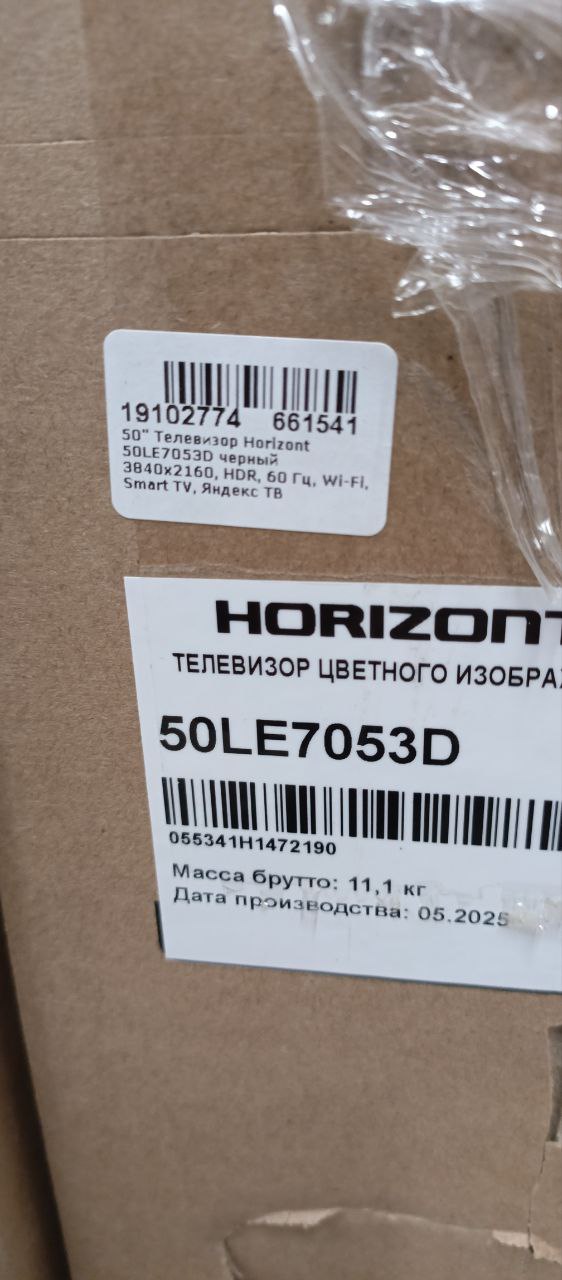 19102774 661541
50" Телевизор Horizont
50LE7053D черный
3840x2160, HDR, 60 Гц, Wi-Fi,
Smart TV, Яндекс ТВ
HORIZONT
ТЕЛЕВИЗОР ЦВЕТНОГО ИЗОБРАЖ
50LE7053D
055341H1472190
Масса брутто: 11,1 кг
Дата производства: 05.2025